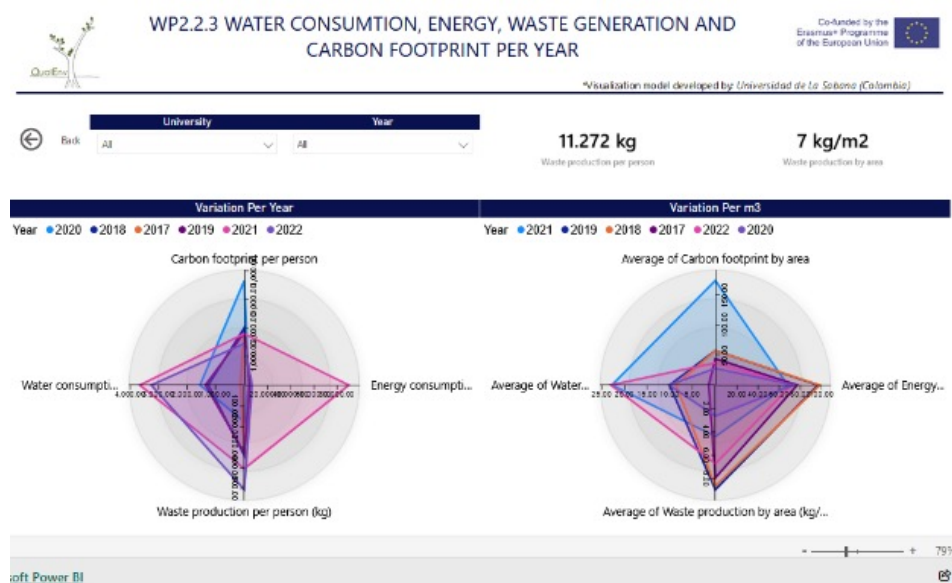 WP2.2.3 WATER CONSUMTION, ENERGY, WASTE GENERATION AND
CARBON FOOTPRINT PER YEAR
QualEnv
Co-funded by the
Erasmus+ Programme
of the European Union
*Visualization model developed by: Universidad de La Sabana (Colombia)
Back
University
All
Year
All
11.272 kg
Waste production per person
7 kg/m2
Waste production by area
Variation Per Year
Year 2020 2018 2017 2019 2021 2022
Carbon footprint per person
Water consumpti...
Energy consumpti...
Waste production per person (kg)
Variation Per m3
Year 2021 2019 2018 2017 2022 2020
Average of Carbon footprint by area
Average of Water...
Average of Energy...
Average of Waste production by area (kg/...
79%
soft Power BI